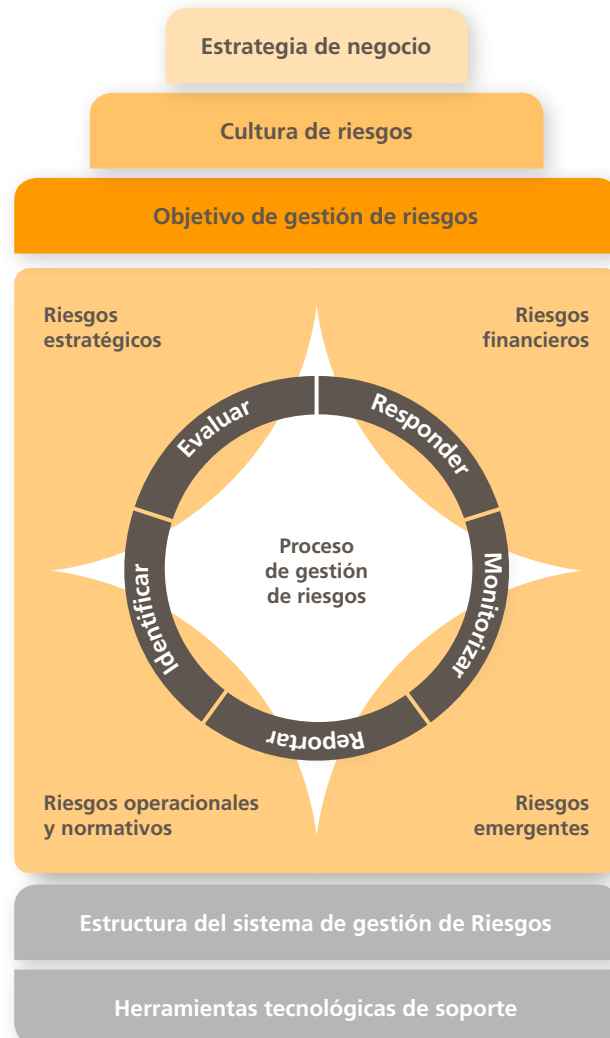 Estrategia de negocio
Cultura de riesgos
Objetivo de gestión de riesgos
Riesgos
estratégicos
Riesgos
financieros
Evaluar
Responder
Identificar
Proceso
de gestión
de riesgos
Monitorizar
Reportar
Riesgos operacionales
y normativos
Riesgos
emergentes
Estructura del sistema de gestión de Riesgos
Herramientas tecnológicas de soporte